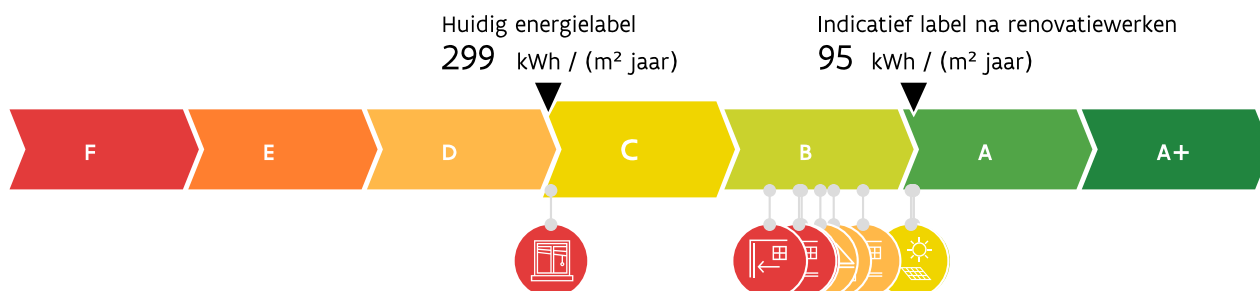 Huidig energielabel
299 kWh / (m² jaar)
Indicatief label na renovatiewerken
95 kWh / (m² jaar)
F
E
D
C
B
A
A+